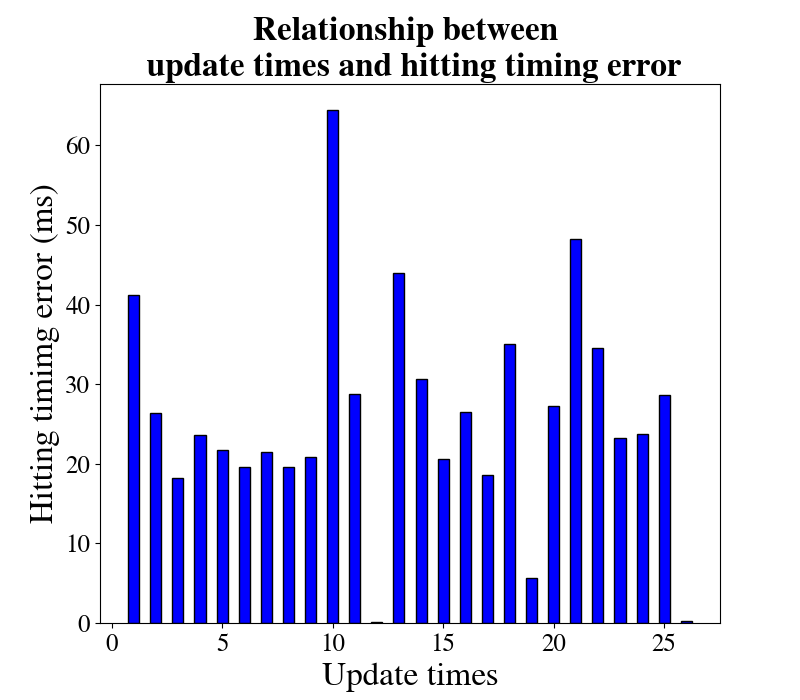 Relationship between
update times and hitting timing error
Hitting timimg error (ms)
60
50
40
30
20
10
0
0 5 10 15 20 25
Update times